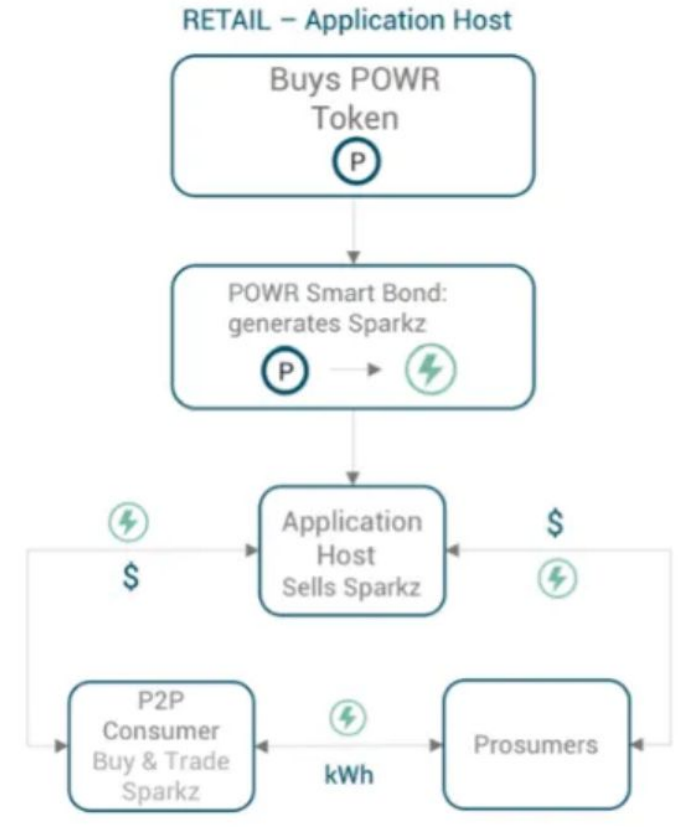 RETAIL – Application Host
Buys POWR
Token
P
POWR Smart Bond:
generates Sparkz
P
Application
Host
Sells Sparkz
$
$
P2P
Consumer
Buy & Trade
Sparkz
kWh
Prosumers